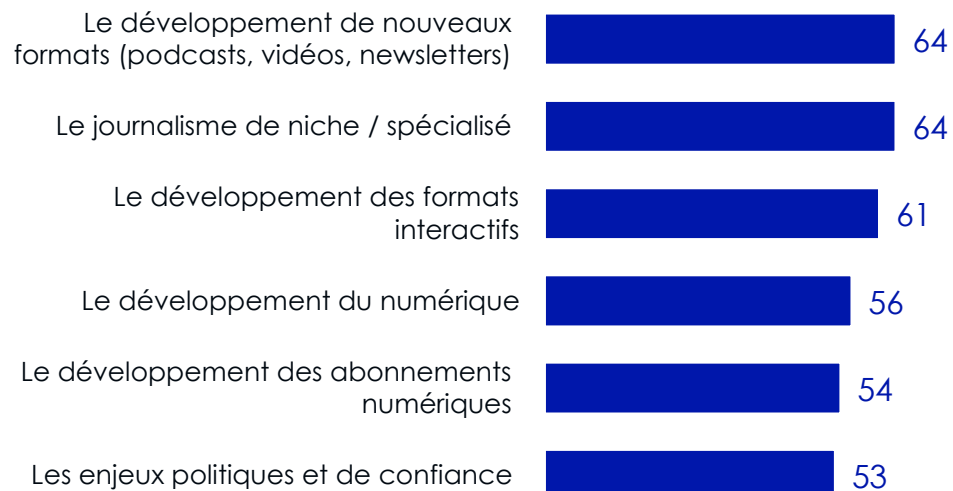 Le développement de nouveaux
formats (podcasts, vidéos, newsletters)
64
Le journalisme de niche / spécialisé
64
Le développement des formats
interactifs
61
Le développement du numérique
56
Le développement des abonnements
numériques
54
Les enjeux politiques et de confiance
53